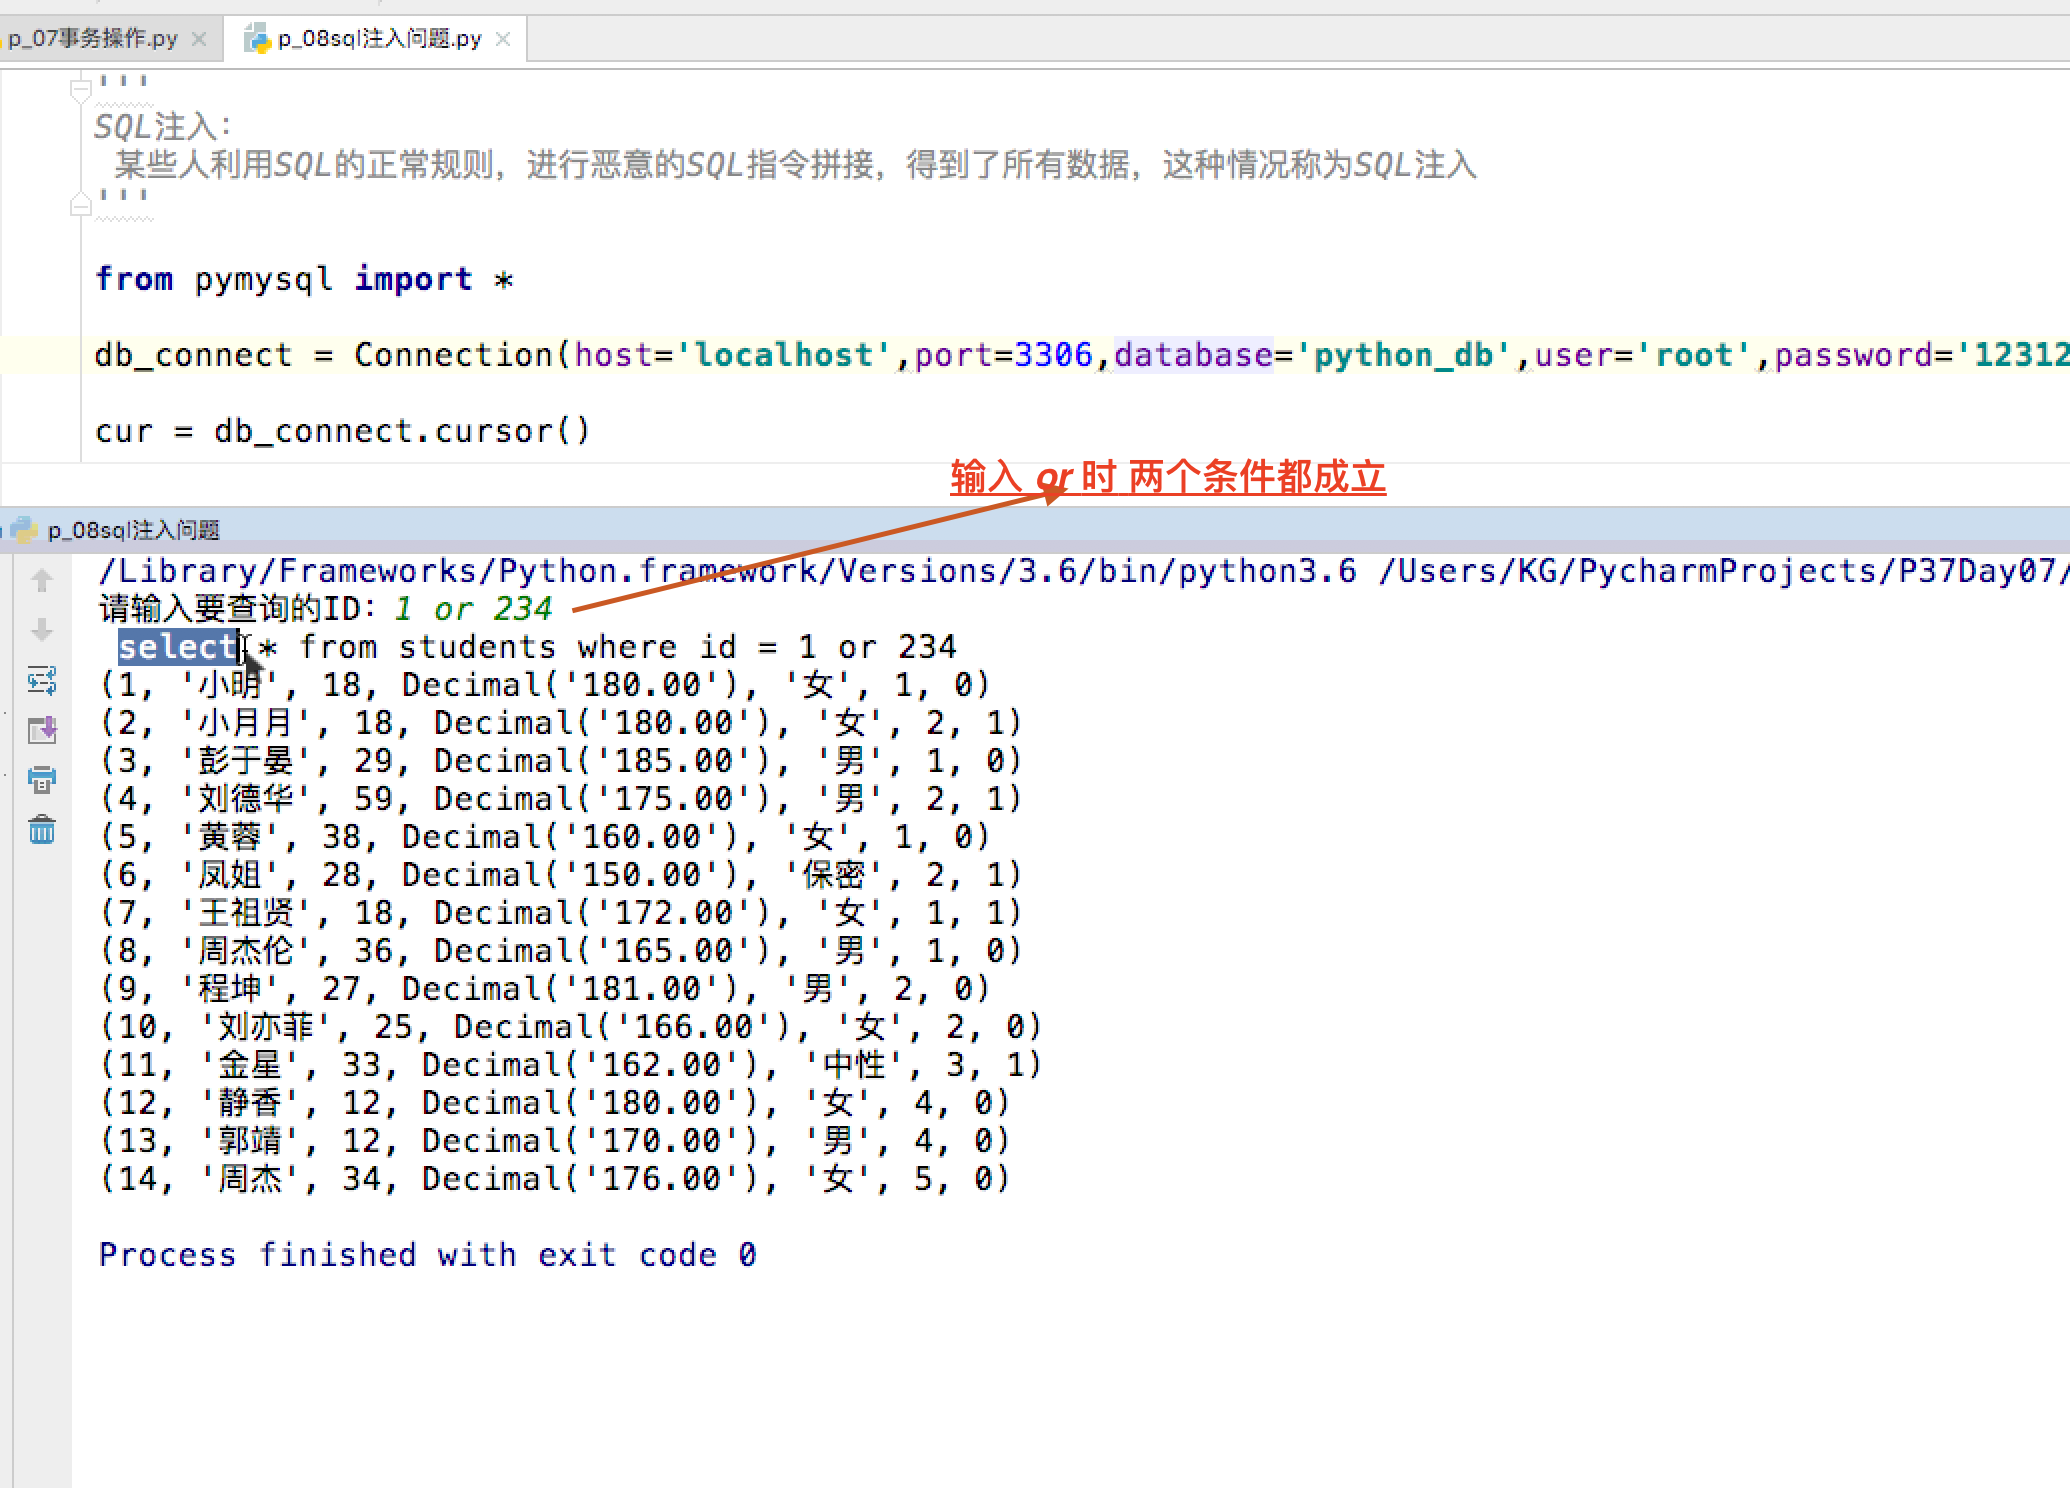 p_07事务操作.py
p_08sql注入问题.py
'''
SQL注入:
某些人利用SQL的正常规则, 进行恶意的SQL指令拼接, 得到了所有数据, 这种情况称为SQL注入
'''
from pymysql import *
db_connect = Connection(host='localhost',port=3306,database='python_db',user='root',password='12312
cur = db_connect.cursor()
输入 or 时 两个条件都成立
p_08sql注入问题
/Library/Frameworks/Python.framework/Versions/3.6/bin/python3.6 /Users/KG/PycharmProjects/P37Day07/
请输入要查询的ID: 1 or 234
select * from students where id = 1 or 234
(1, '小明', 18, Decimal('180.00'), '女', 1, 0)
(2, '小月月', 18, Decimal('180.00'), '女', 2, 1)
(3, '彭于晏', 29, Decimal('185.00'), '男', 1, 0)
(4, '刘德华', 59, Decimal('175.00'), '男', 2, 1)
(5, '黄蓉', 38, Decimal('160.00'), '女', 1, 0)
(6, '凤姐', 28, Decimal('150.00'), '保密', 2, 1)
(7, '王祖贤', 18, Decimal('172.00'), '女', 1, 1)
(8, '周杰伦', 36, Decimal('165.00'), '男', 1, 0)
(9, '程坤', 27, Decimal('181.00'), '男', 2, 0)
(10, '刘亦菲', 25, Decimal('166.00'), '女', 2, 0)
(11, '金星', 33, Decimal('162.00'), '中性', 3, 1)
(12, '静香', 12, Decimal('180.00'), '女', 4, 0)
(13, '郭靖', 12, Decimal('170.00'), '男', 4, 0)
(14, '周杰', 34, Decimal('176.00'), '女', 5, 0)
Process finished with exit code 0